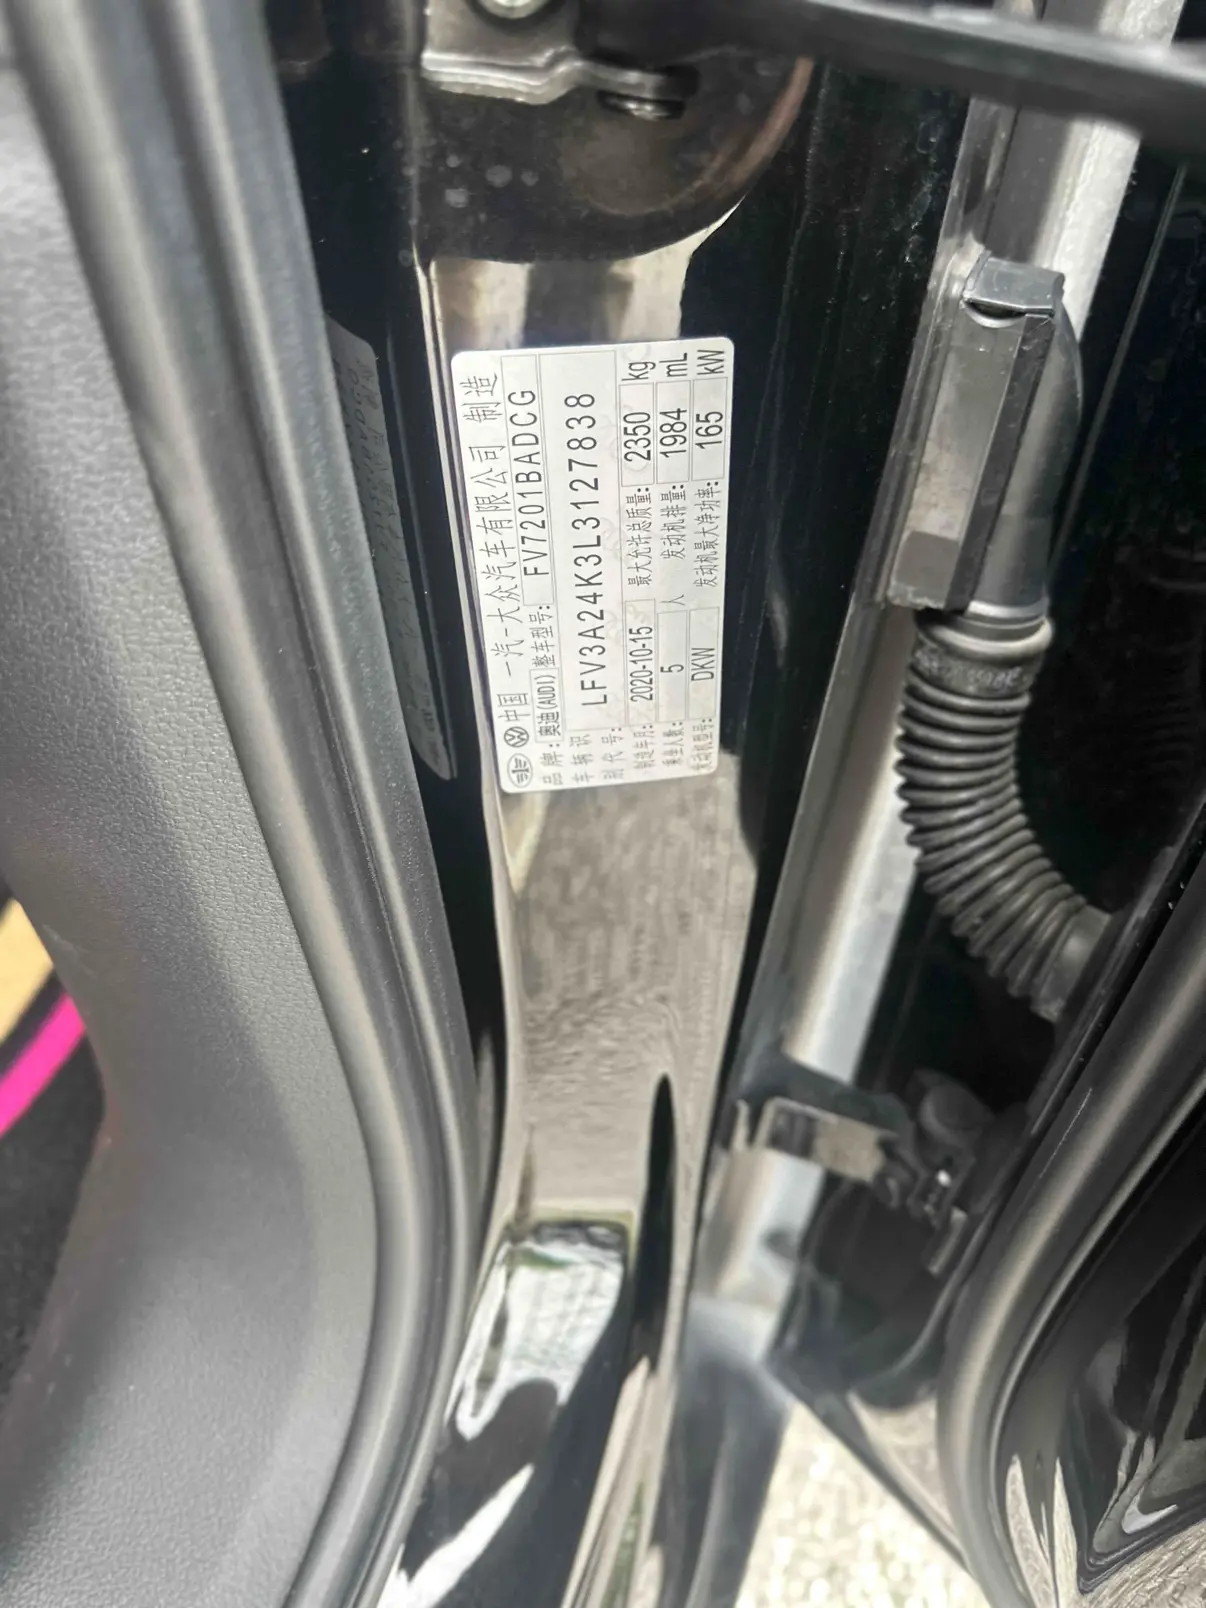 中国 一汽-大众汽车有限公司 制造
品牌: 奥迪(AUDI) 整车型号: FV7201BADCG
车辆识别代号: LFV3A24K3L3127838
制造年月: 2020-10-15 最大允许总质量: 2350 kg
乘坐人数: 5 人 发动机排量: 1984 mL
发动机型号: DKW 发动机最大净功率: 165 kW